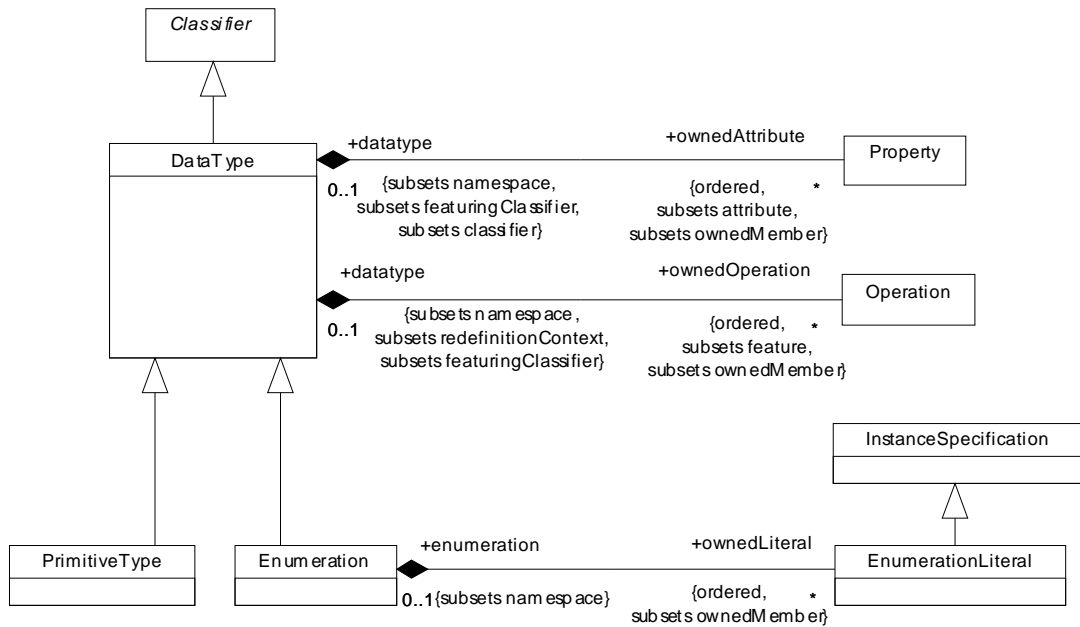 Classifier
DataType
+datatype
+ownedAttribute
Property
0..1
{subsets namespace,
subsets featuringClassifier,
subsets classifier}
{ordered,
*
subsets attribute,
subsets ownedMember}
+datatype
+ownedOperation
Operation
0..1
{subsets namespace,
subsets redefinitionContext,
subsets featuringClassifier}
{ordered,
*
subsets feature,
subsets ownedMember}
InstanceSpecification
PrimitiveType
Enumeration
+enumeration
+ownedLiteral
EnumerationLiteral
0..1 {subsets namespace}
{ordered,
*
subsets ownedMember}